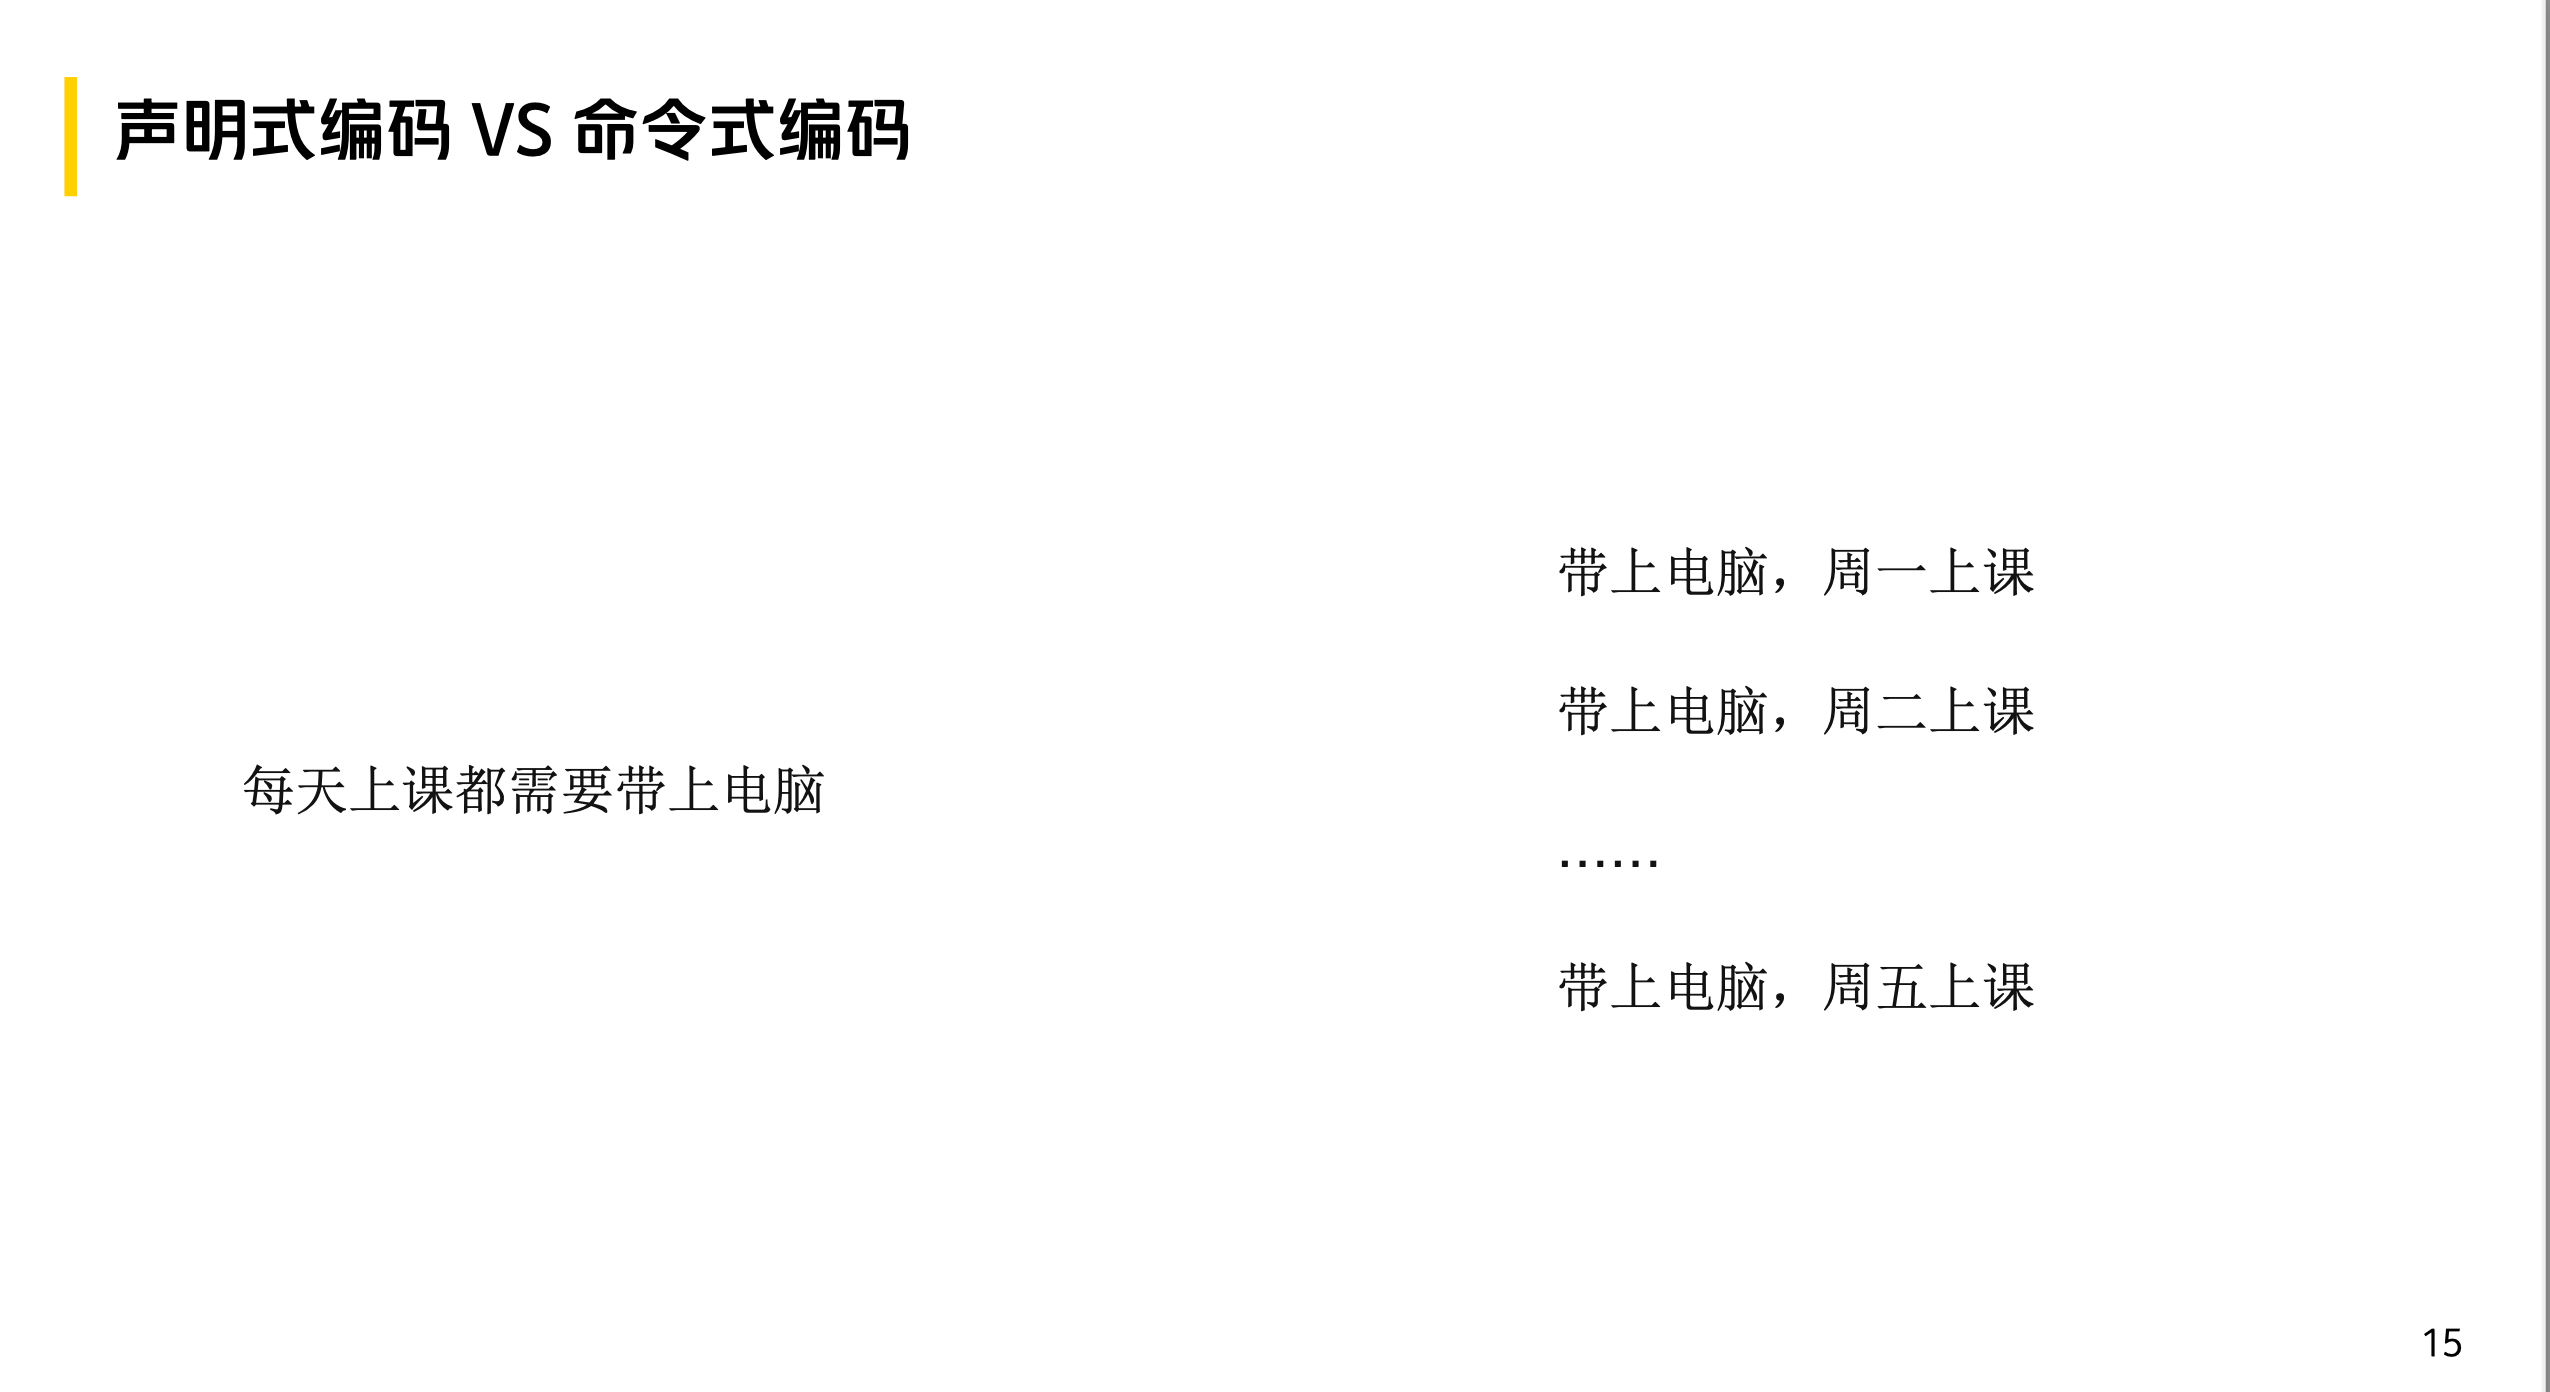 声明式编码 VS 命令式编码
每天上课都需要带上电脑
带上电脑，周一上课
带上电脑，周二上课
……
带上电脑，周五上课
15